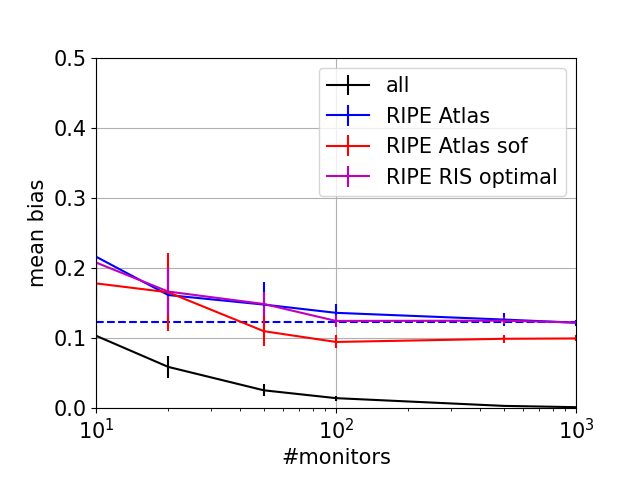 0.5
0.4
0.3
0.2
0.1
0.0
mean bias
all
RIPE Atlas
RIPE Atlas sof
RIPE RIS optimal
10¹ 10² 10³
#monitors